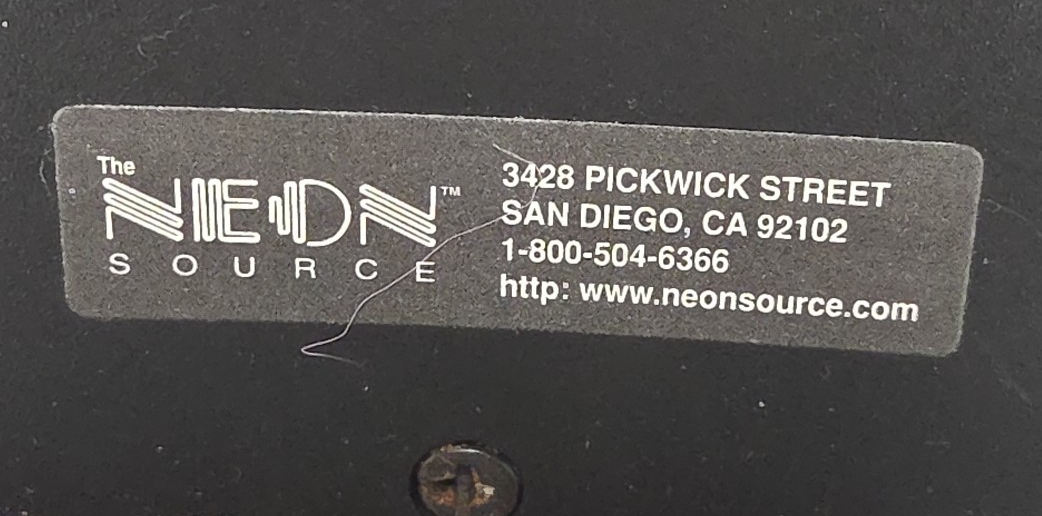 The
NEON™
SOURCE
3428 PICKWICK STREET
SAN DIEGO, CA 92102
1-800-504-6366
http: www.neonsource.com